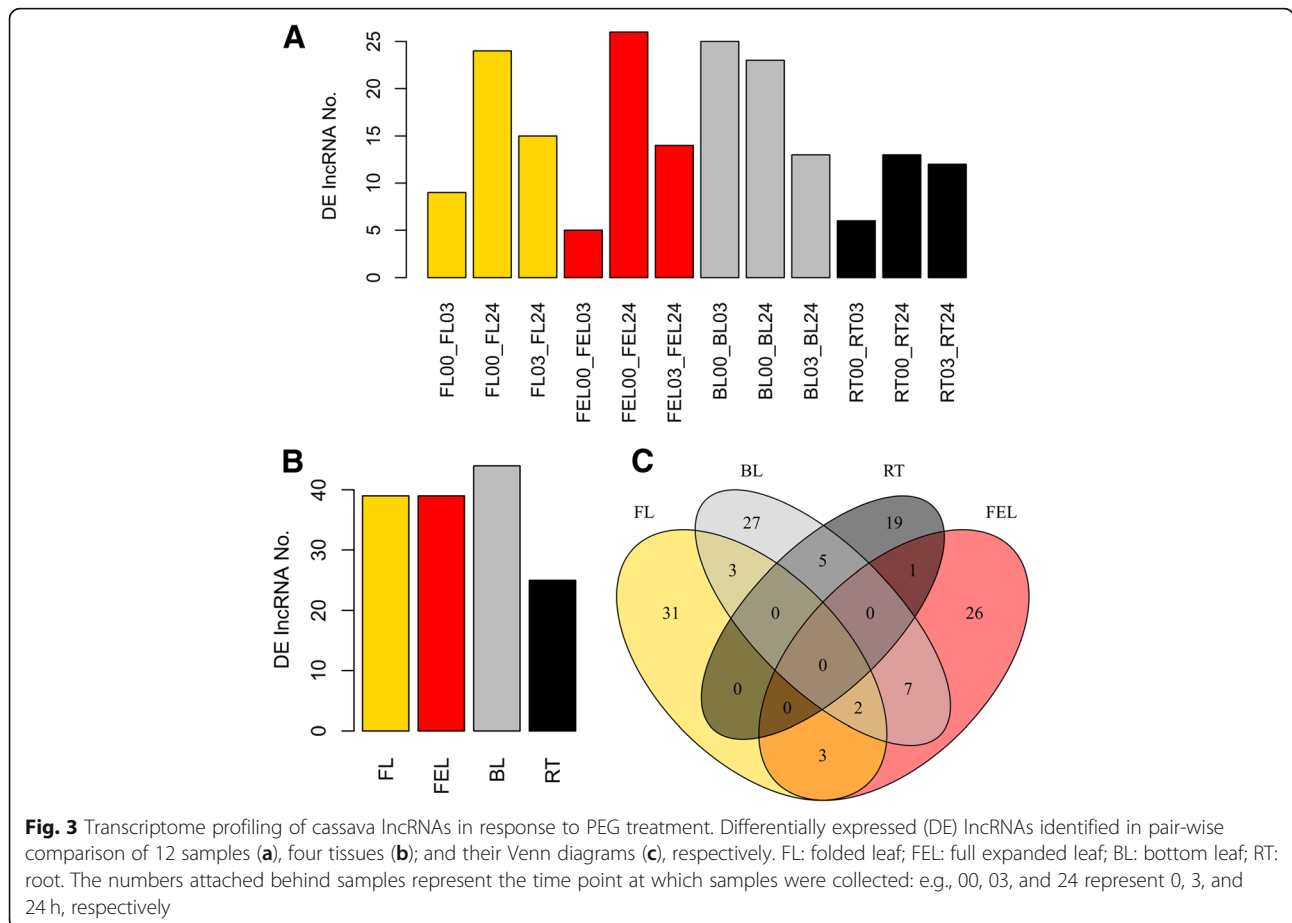 A
DE lncRNA No.
25
20
15
10
5
0
FL00_FL03
FL00_FL24
FL03_FL24
FEL00_FEL03
FEL00_FEL24
FEL03_FEL24
BL00_BL03
BL00_BL24
BL03_BL24
RT00_RT03
RT00_RT24
RT03_RT24
B
DE lncRNA No.
40
30
20
10
0
FL
FEL
BL
RT
C
BL
RT
FL
FEL
27
19
3
5
1
31
0
0
26
0
0
7
0
2
3
Fig. 3 Transcriptome profiling of cassava lncRNAs in response to PEG treatment. Differentially expressed (DE) lncRNAs identified in pair-wise
comparison of 12 samples (a), four tissues (b); and their Venn diagrams (c), respectively. FL: folded leaf; FEL: full expanded leaf; BL: bottom leaf; RT:
root. The numbers attached behind samples represent the time point at which samples were collected: e.g., 00, 03, and 24 represent 0, 3, and
24 h, respectively